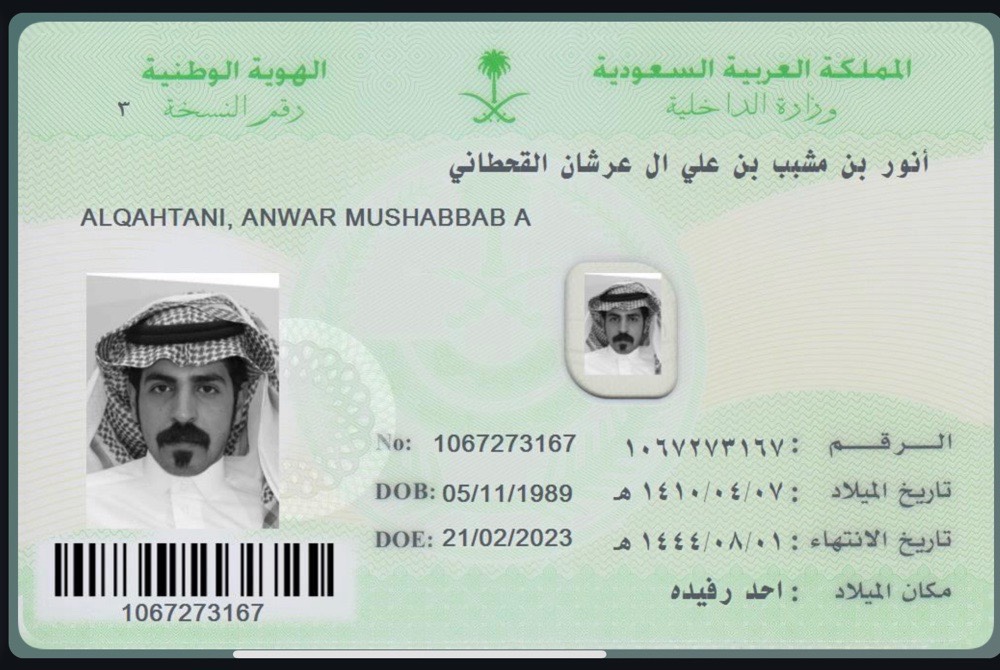 المملكة العربية السعودية
وزارة الداخلية
الهوية الوطنية
رقم النسخة ٣
أنور بن مشبب بن علي ال عرشان القحطاني
ALQAHTANI, ANWAR MUSHABBAB A
الرقم : ١٠٦٧٢٧٣١٦٧ No: 1067273167
تاريخ الميلاد : ١٤١٠/٠٤/٠٧ هـ DOB: 05/11/1989
تاريخ الانتهاء : ١٤٤٤/٠٨/٠١ هـ DOE: 21/02/2023
مكان الميلاد : احد رفيده
1067273167